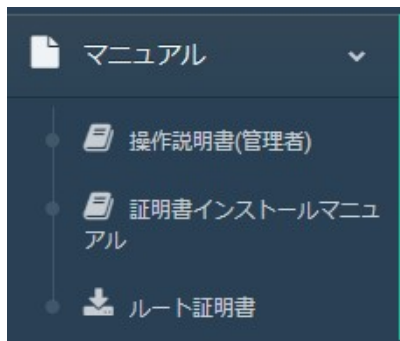 マニュアル
操作説明書(管理者)
証明書インストールマニュ
アル
ルート証明書